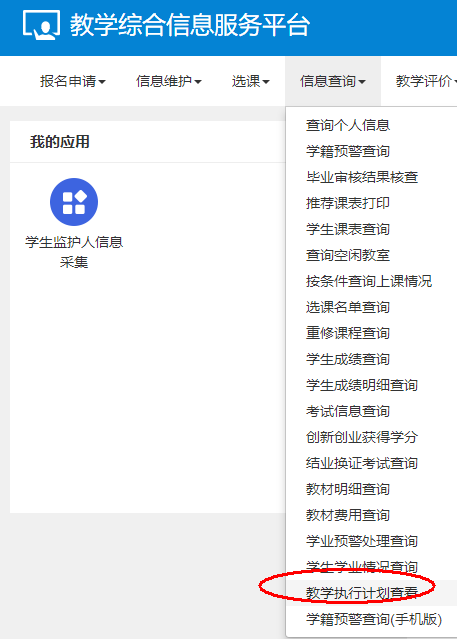 教学综合信息服务平台
报名申请 信息维护 选课 信息查询 教学评价
我的应用
学生监护人信息
采集
查询个人信息
学籍预警查询
毕业审核结果核查
推荐课表打印
学生课表查询
查询空闲教室
按条件查询上课情况
选课名单查询
重修课程查询
学生成绩查询
学生成绩明细查询
考试信息查询
创新创业获得学分
结业换证考试查询
教材明细查询
教材费用查询
学业预警处理查询
学生学业情况查询
教学执行计划查看
学籍预警查询(手机版)